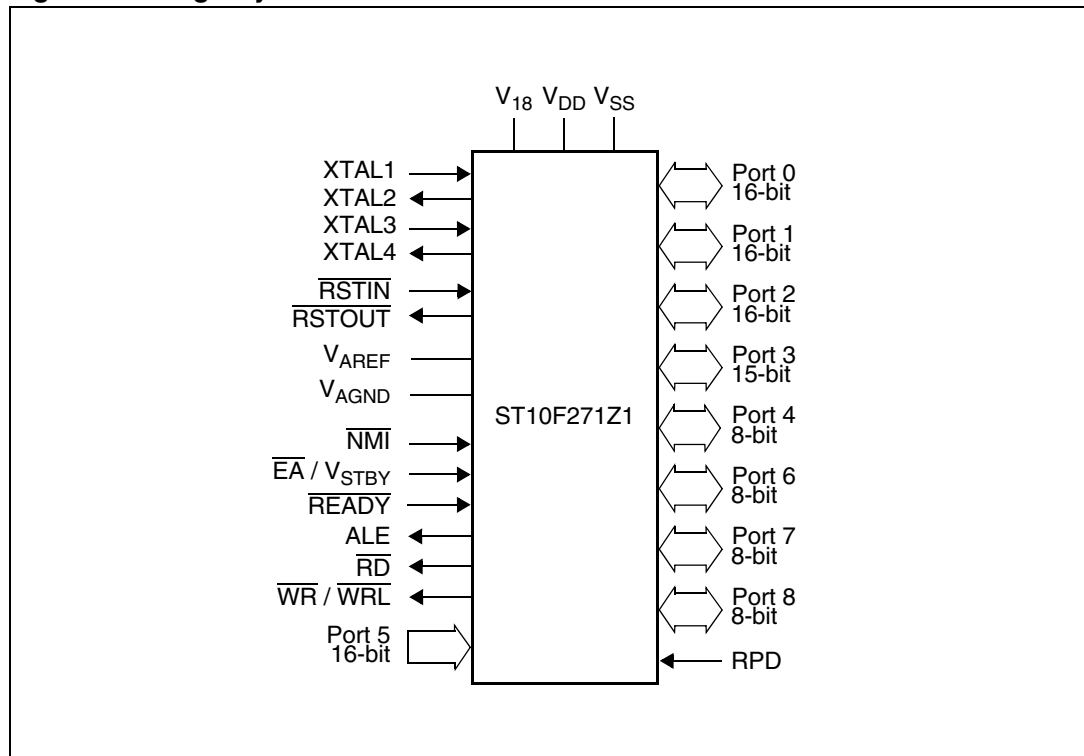 V18 VDD VSS
XTAL1
XTAL2
XTAL3
XTAL4
RSTIN
RSTOUT
VAREF
VAGND
NMI
EA / VSTBY
READY
ALE
RD
WR / WRL
Port 5
16-bit
ST10F271Z1
Port 0
16-bit
Port 1
16-bit
Port 2
16-bit
Port 3
15-bit
Port 4
8-bit
Port 6
8-bit
Port 7
8-bit
Port 8
8-bit
RPD